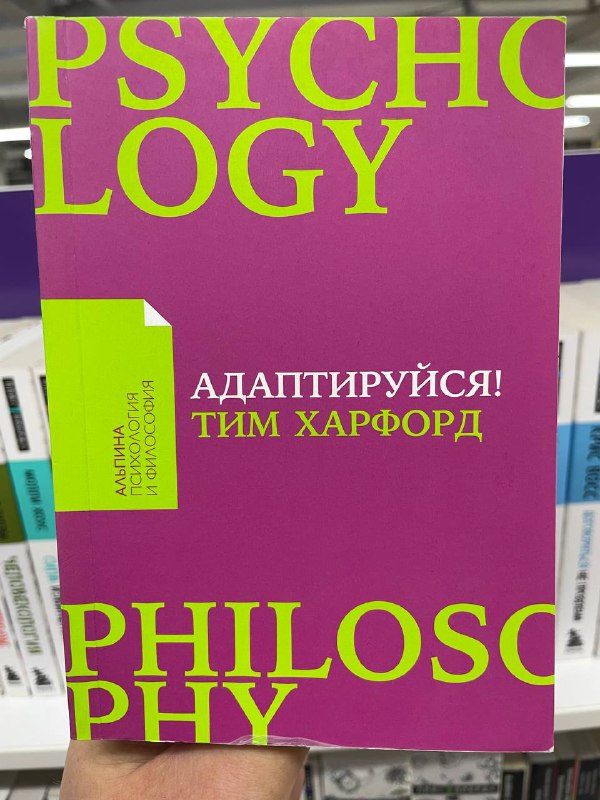 PSYCHO
LOGY
АДАПТИРУЙСЯ!
ТИМ ХАРФОРД
АЛЬПИНА
ПСИХОЛОГИЯ
И ФИЛОСОФИЯ
PHILOSO
PHY